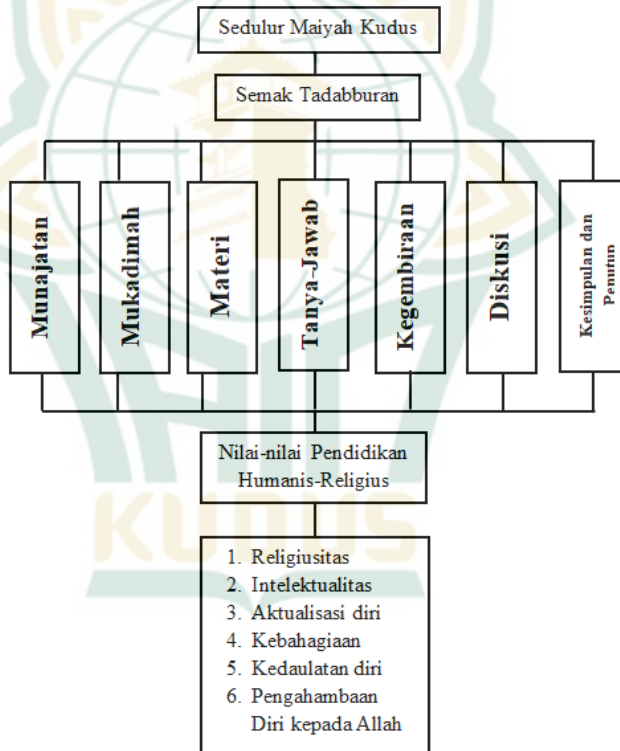 Sedulur Maiyah Kudus
Semak Tadabburan
Munajatan
Mukadimah
Materi
Tanya-Jawab
Kegembiraan
Diskusi
Kesimpulan dan
Penutup
Nilai-nilai Pendidikan
Humanis-Religius
1. Religiusitas
2. Intelektualitas
3. Aktualisasi diri
4. Kebahagiaan
5. Kedaulatan diri
6. Pengahambaan
Diri kepada Allah
KUDUS